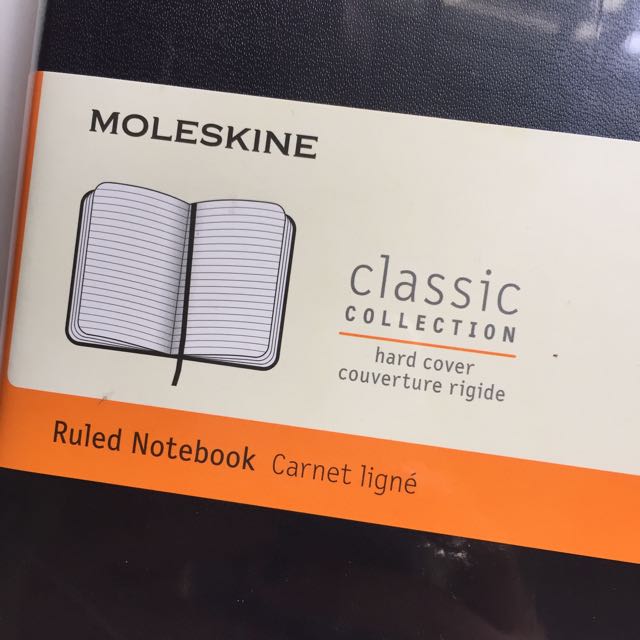 MOLESKINE
classic
COLLECTION
hard cover
couverture rigide
Ruled Notebook Carnet ligné